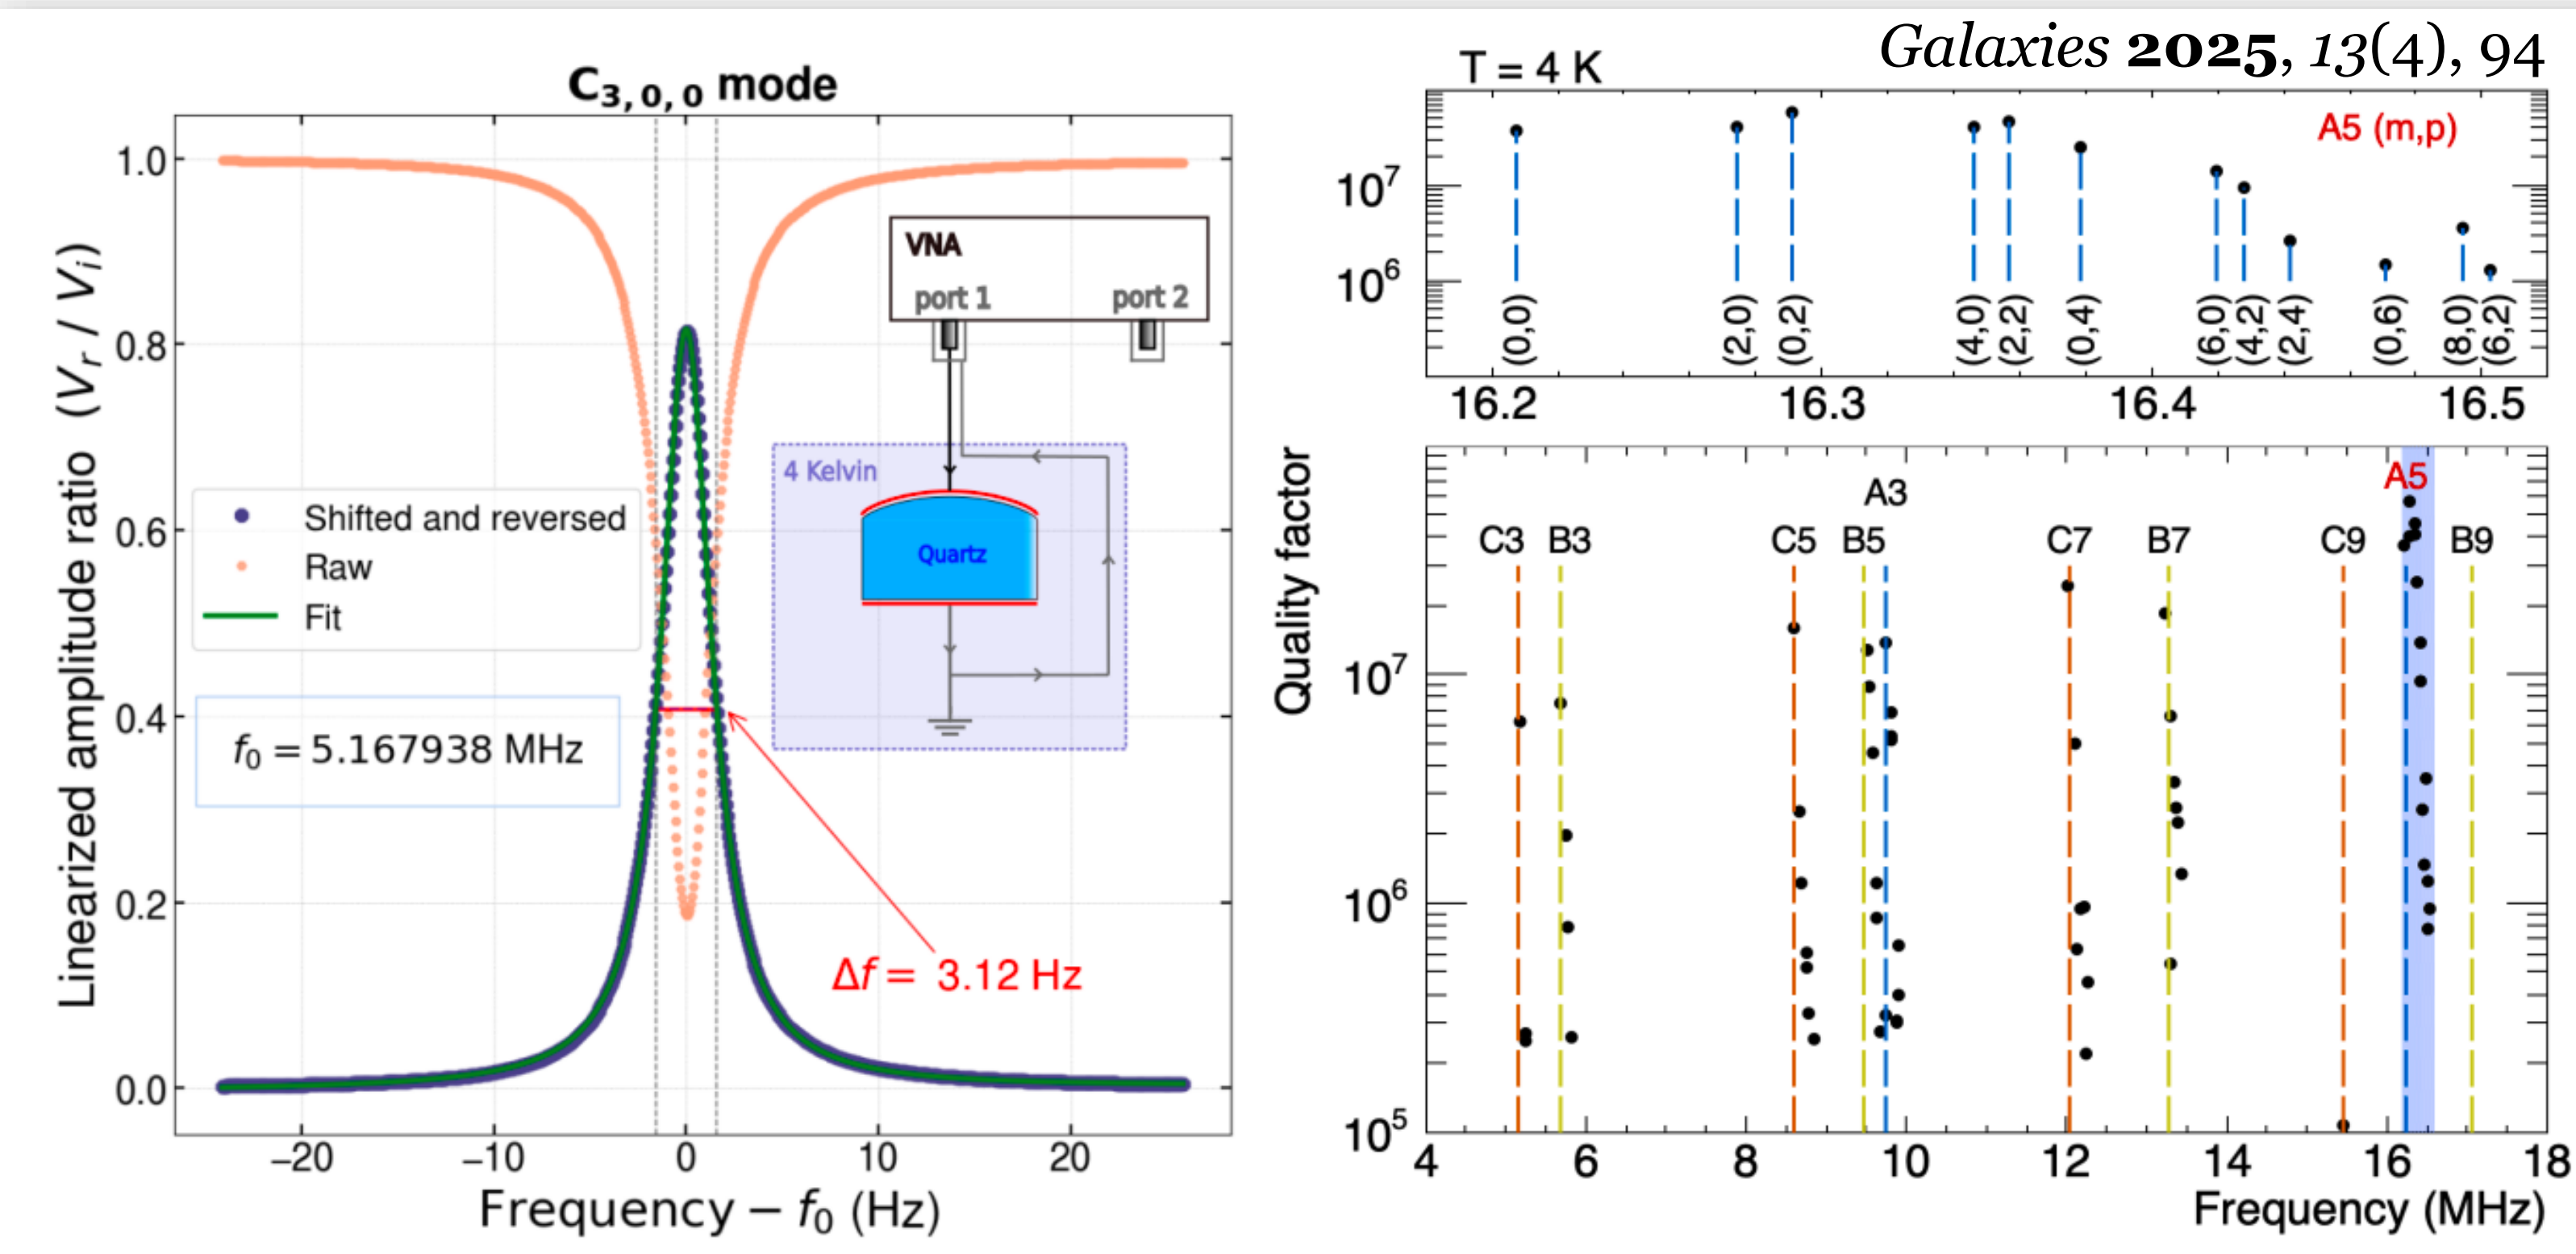 Galaxies 2025, 13(4), 94
C3,0,0 mode
Linearized amplitude ratio (Vr / Vi)
1.0
0.8
0.6
0.4
0.2
0.0
−20 −10 0 10 20
Frequency − f0 (Hz)
Shifted and reversed
Raw
Fit
f0 = 5.167938 MHz
VNA
port 1 port 2
4 Kelvin
Quartz
Δf = 3.12 Hz
T = 4 K
A5 (m,p)
10^7
10^6
(0,0) (2,0) (0,2) (4,0) (2,2) (0,4) (6,0) (4,2) (2,4) (0,6) (8,0) (6,2)
16.2 16.3 16.4 16.5
Quality factor
A5
A3
C3 B3 C5 B5 C7 B7 C9 B9
10^7
10^6
10^5
4 6 8 10 12 14 16 18
Frequency (MHz)